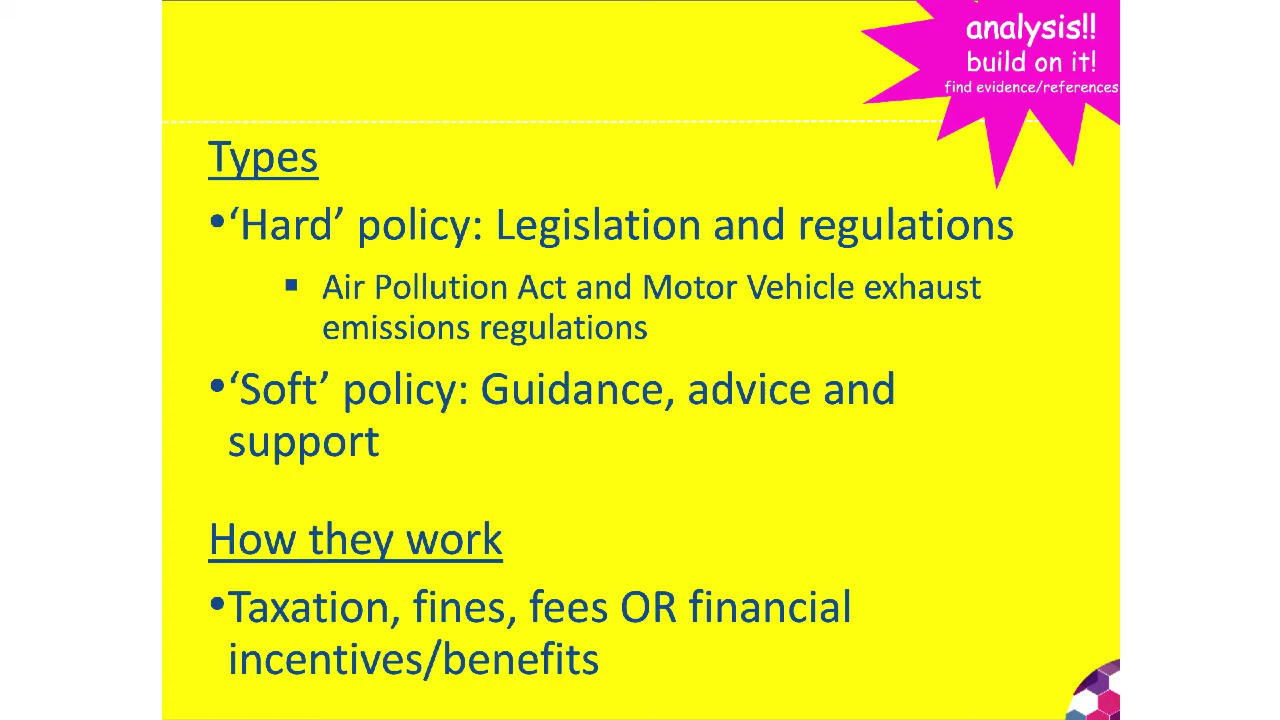 analysis!!
build on it!
find evidence/references
Types
•‘Hard’ policy: Legislation and regulations
▪ Air Pollution Act and Motor Vehicle exhaust
emissions regulations
•‘Soft’ policy: Guidance, advice and
support
How they work
•Taxation, fines, fees OR financial
incentives/benefits